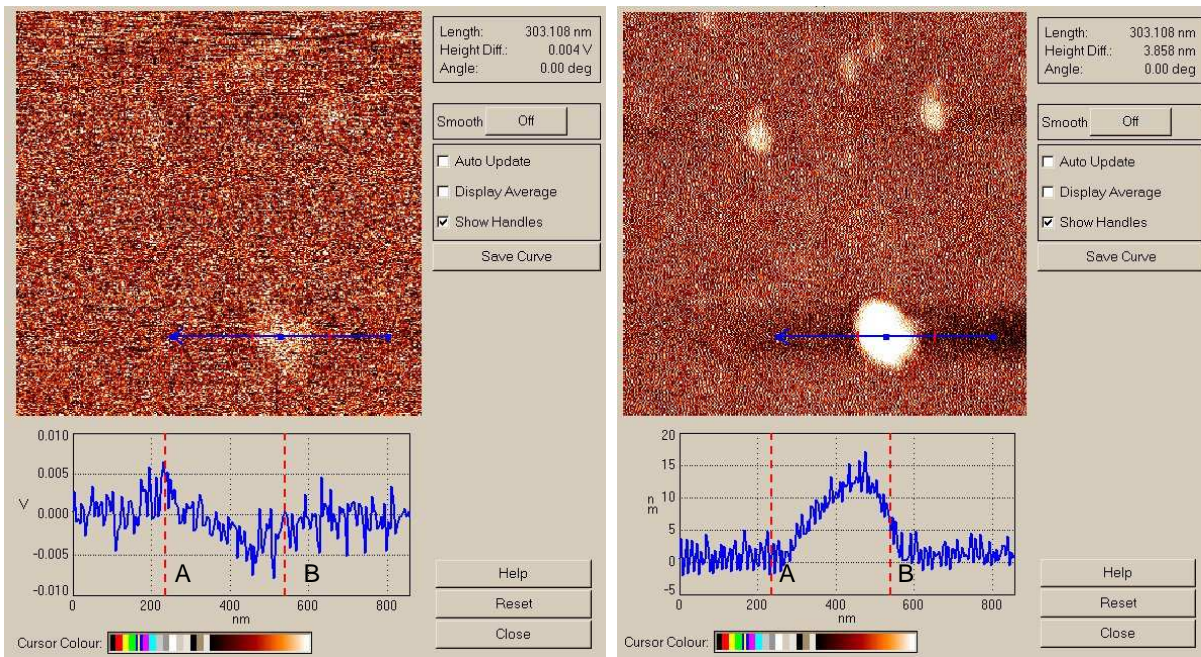 Length: 303.108 nm
Height Diff.: 0.004 V
Angle: 0.00 deg
Smooth Off
Auto Update
Display Average
Show Handles
Save Curve
0.010
0.005
V 0.000
-0.005
-0.010
A B
0 200 400 600 800
nm
Help
Reset
Close
Cursor Colour:
Length: 303.108 nm
Height Diff.: 3.858 nm
Angle: 0.00 deg
Smooth Off
Auto Update
Display Average
Show Handles
Save Curve
20
15
n
m 10
5
0
-5
A B
0 200 400 600 800
nm
Help
Reset
Close
Cursor Colour: